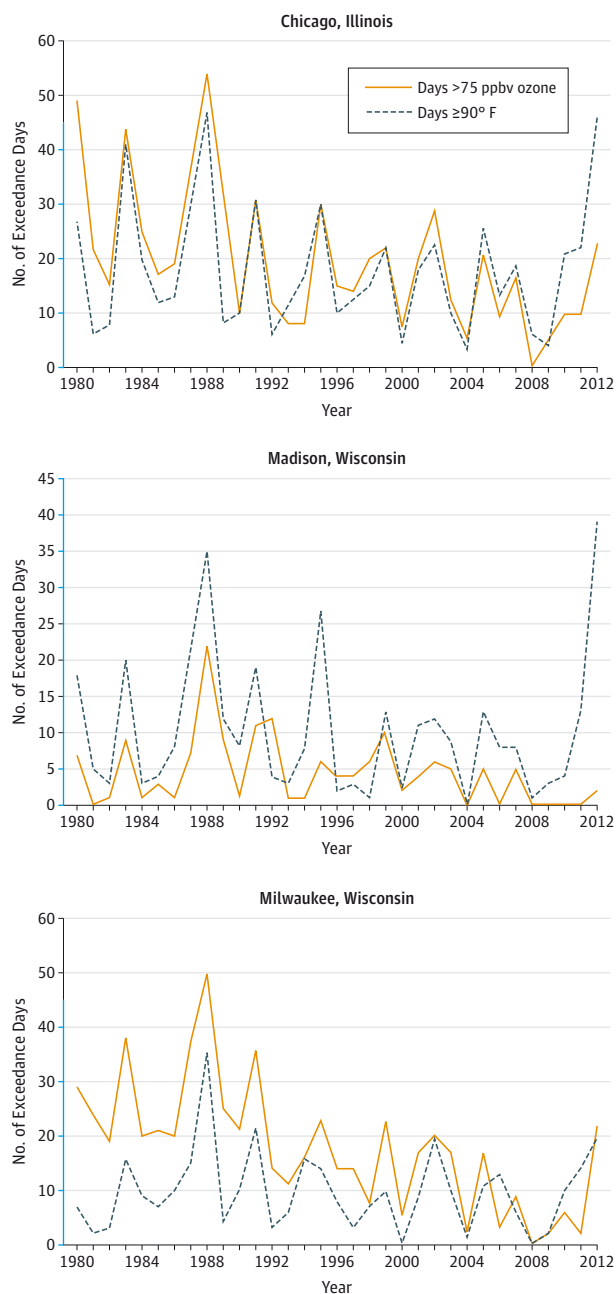 Chicago, Illinois
60
50
40
30
20
10
0
No. of Exceedance Days
Days >75 ppbv ozone
Days ≥90° F
1980 1984 1988 1992 1996 2000 2004 2008 2012
Year
Madison, Wisconsin
45
40
35
30
25
20
15
10
5
0
No. of Exceedance Days
1980 1984 1988 1992 1996 2000 2004 2008 2012
Year
Milwaukee, Wisconsin
60
50
40
30
20
10
0
No. of Exceedance Days
1980 1984 1988 1992 1996 2000 2004 2008 2012
Year